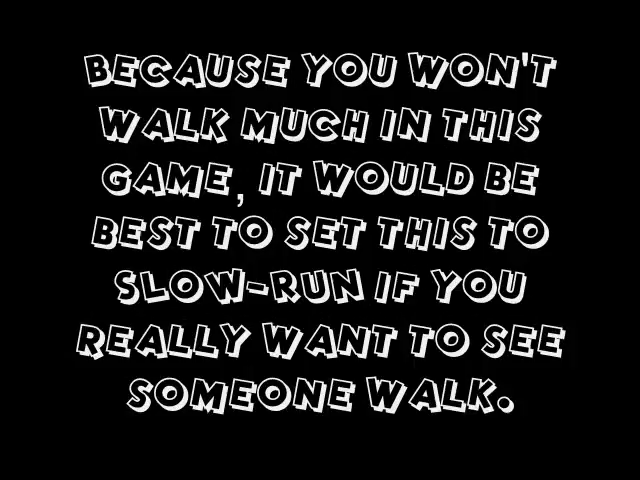 BECAUSE YOU WON'T
WALK MUCH IN THIS
GAME, IT WOULD BE
BEST TO SET THIS TO
SLOW-RUN IF YOU
REALLY WANT TO SEE
SOMEONE WALK.